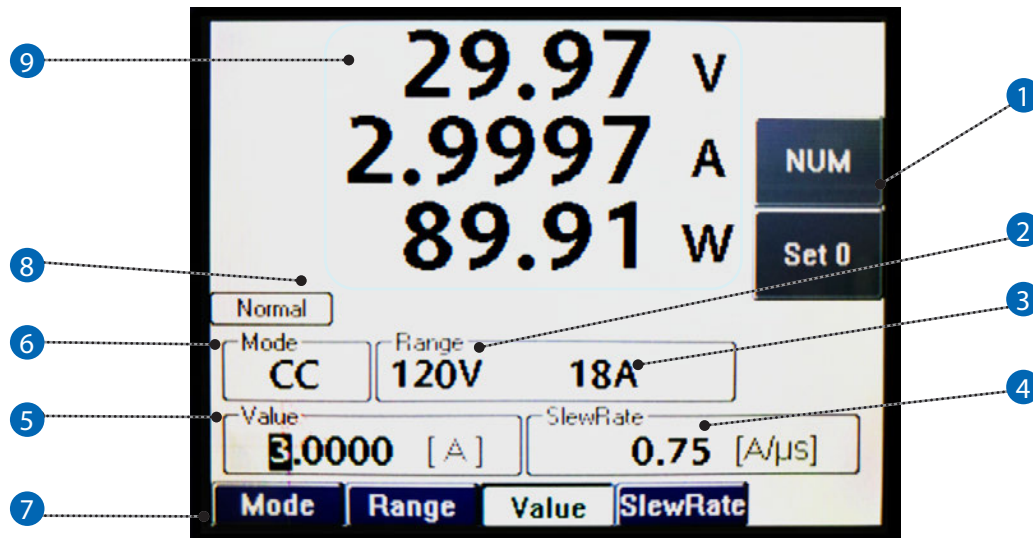 9
29.97 V
1
2.9997 A
NUM
89.91 W
2
Set 0
8
3
Normal
6
Mode
Range
CC
120V 18A
4
5
Value
SlewRate
3.0000 [A]
0.75 [A/µs]
7
Mode Range Value SlewRate